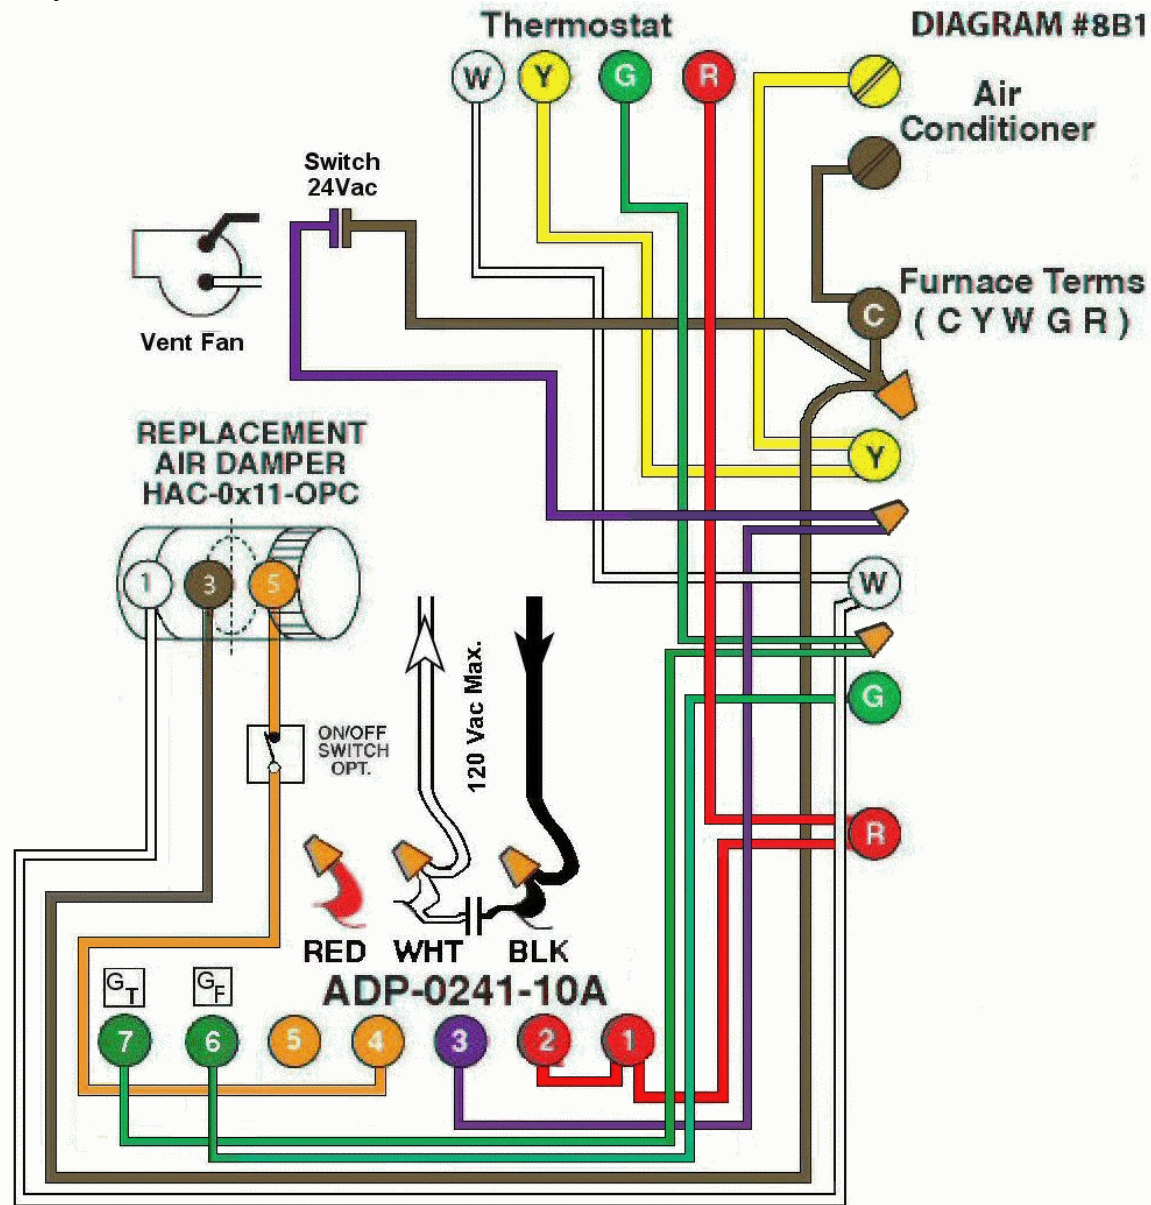 Thermostat
DIAGRAM #8B1
W Y G R
Air
Conditioner
Switch
24Vac
Furnace Terms
( C Y W G R )
C
Vent Fan
REPLACEMENT
AIR DAMPER
HAC-0x11-OPC
Y
1 3 5
W
120 Vac Max.
G
ON/OFF
SWITCH
OPT.
R
RED WHT BLK
ADP-0241-10A
GT GF
7 6 5 4 3 2 1